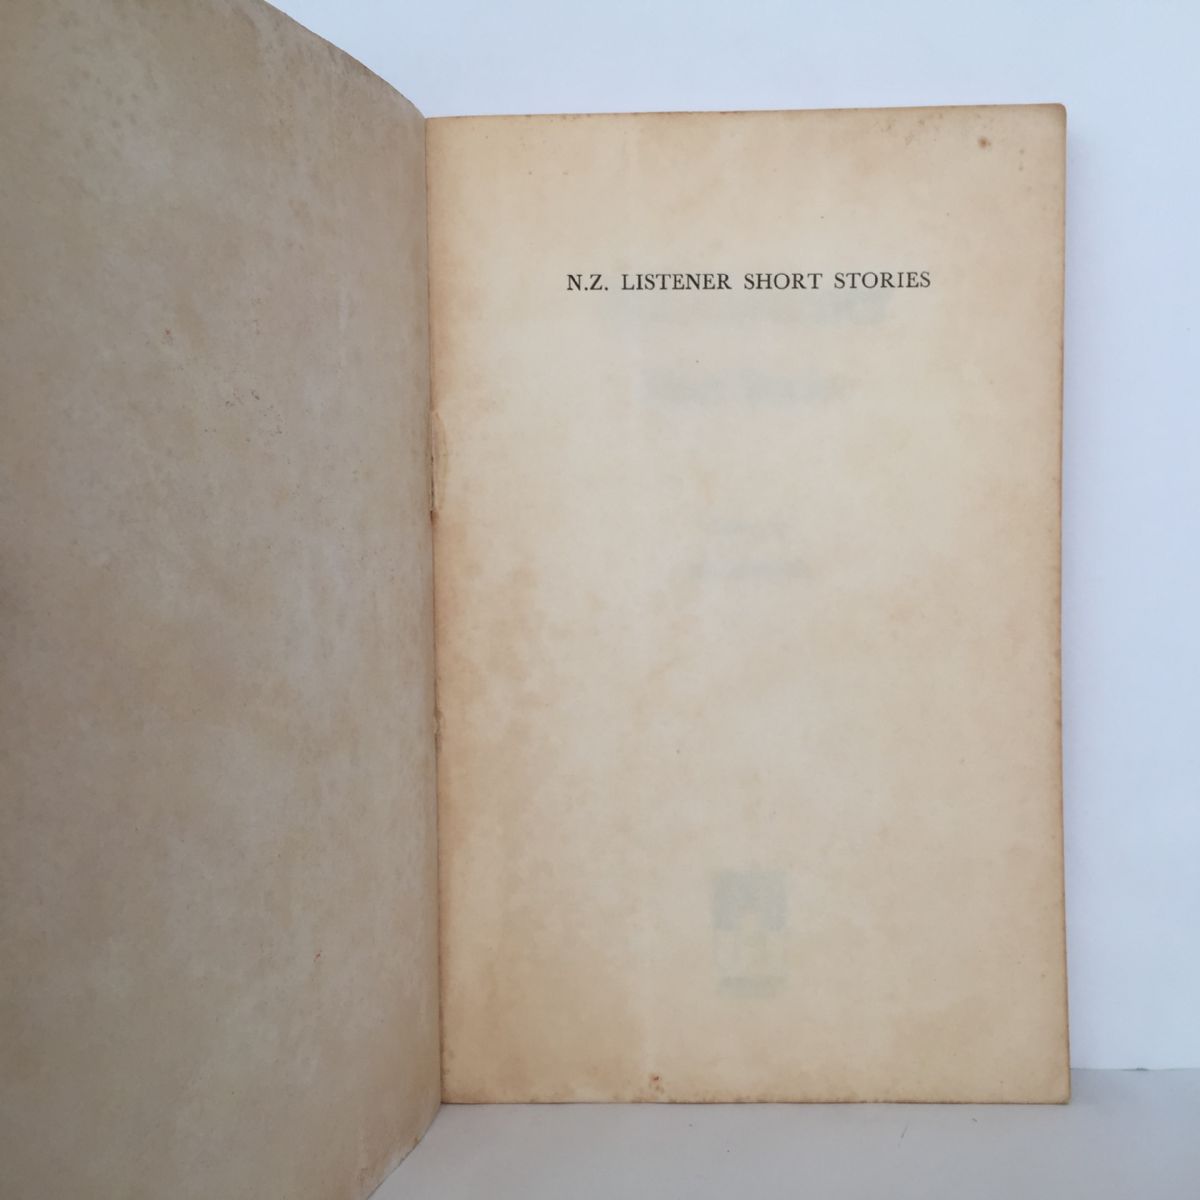 N.Z. LISTENER SHORT STORIES